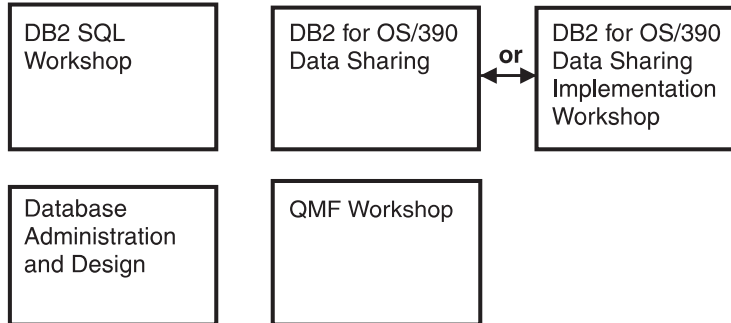 DB2 SQL
Workshop
DB2 for OS/390
Data Sharing
or
DB2 for OS/390
Data Sharing
Implementation
Workshop
Database
Administration
and Design
QMF Workshop